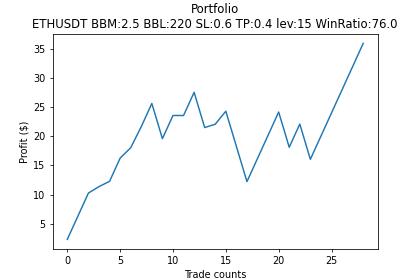 Portfolio
ETHUSDT BBM:2.5 BBL:220 SL:0.6 TP:0.4 lev:15 WinRatio:76.0
35
30
25
20
15
10
5
Profit ($)
0 5 10 15 20 25
Trade counts